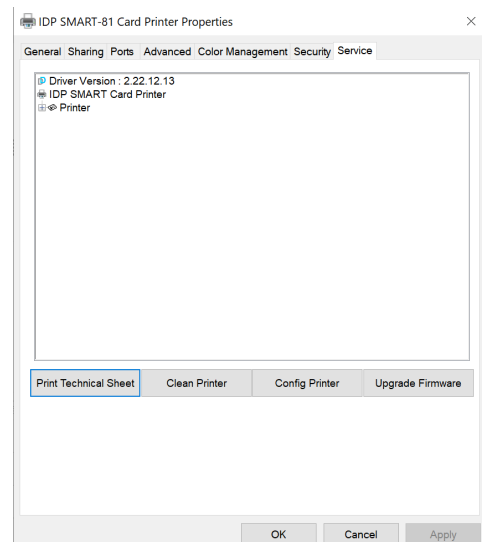 IDP SMART-81 Card Printer Properties
General Sharing Ports Advanced Color Management Security Service
Driver Version : 2.22.12.13
IDP SMART Card Printer
Printer
Print Technical Sheet Clean Printer Config Printer Upgrade Firmware
OK Cancel Apply